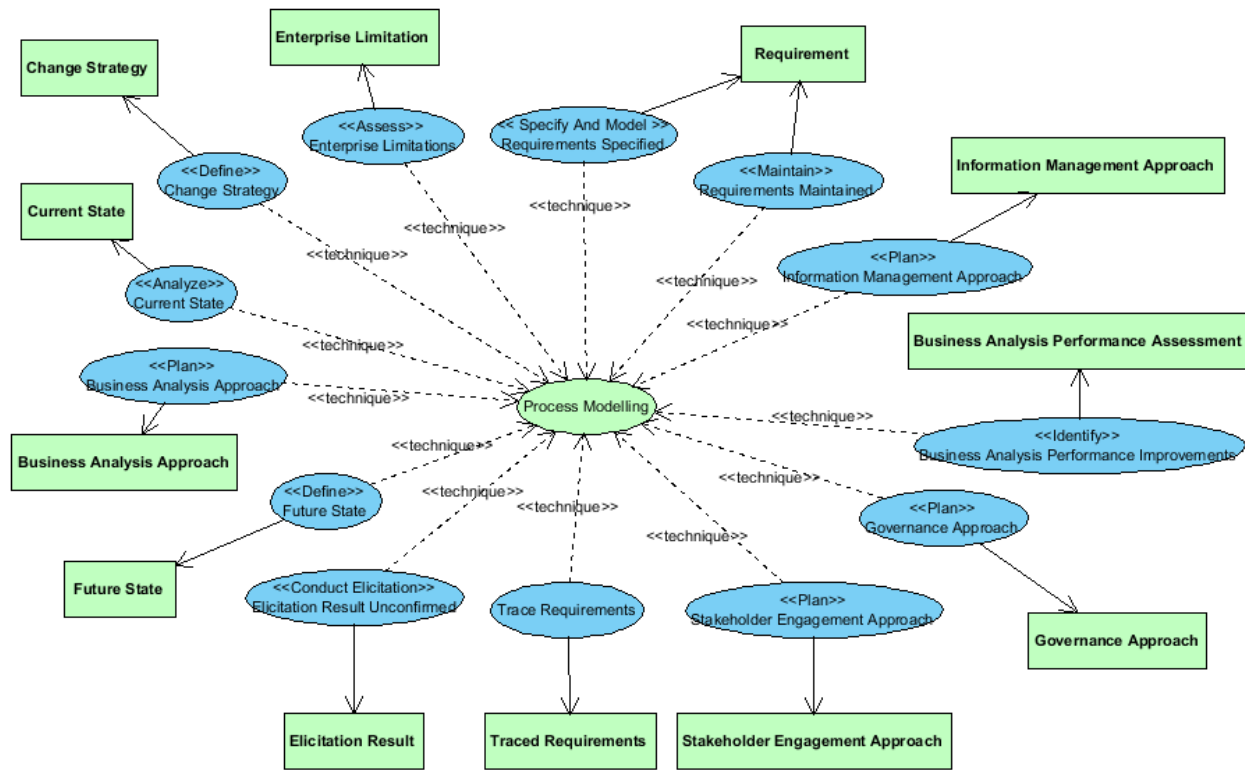 Enterprise Limitation
Requirement
Change Strategy
<<Assess>>
Enterprise Limitations
<< Specify And Model >>
Requirements Specified
Information Management Approach
<<Define>>
Change Strategy
<<Maintain>>
Requirements Maintained
Current State
<<technique>>
<<technique>>
<<technique>>
<<technique>>
<<Plan>>
Information Management Approach
<<Analyze>>
Current State
<<technique>>
<<technique>>
<<technique>>
Business Analysis Performance Assessment
<<Plan>>
Business Analysis Approach
<<technique>>
Process Modelling
<<technique>>
<<Identify>>
Business Analysis Performance Improvements
<<technique>>
Business Analysis Approach
<<technique>>
<<technique>>
<<Define>>
Future State
<<technique>>
<<technique>>
<<Plan>>
Governance Approach
Future State
<<Conduct Elicitation>>
Elicitation Result Unconfirmed
Trace Requirements
<<Plan>>
Stakeholder Engagement Approach
Governance Approach
Elicitation Result
Traced Requirements
Stakeholder Engagement Approach